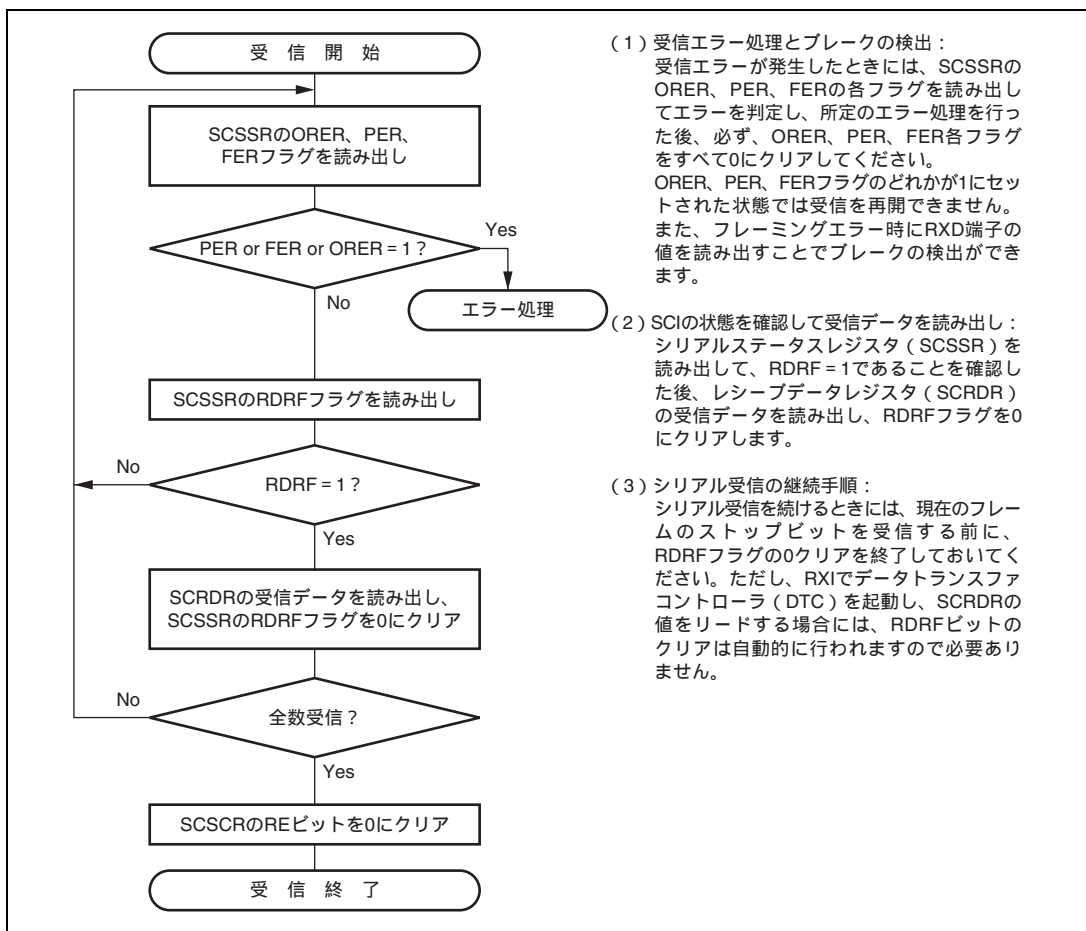 受 信 開 始
SCSSRのORER、PER、
FERフラグを読み出し
PER or FER or ORER = 1？
Yes
エラー処理
No
SCSSRのRDRFフラグを読み出し
No
RDRF = 1？
Yes
SCRDRの受信データを読み出し、
SCSSRのRDRFフラグを0にクリア
No
全数受信？
Yes
SCSCRのREビットを0にクリア
受 信 終 了
（1）受信エラー処理とブレークの検出：
受信エラーが発生したときには、SCSSRの
ORER、PER、FERの各フラグを読み出し
てエラーを判定し、所定のエラー処理を行っ
た後、必ず、ORER、PER、FER各フラグ
をすべて0にクリアしてください。
ORER、PER、FERフラグのどれかが1にセッ
トされた状態では受信を再開できません。
また、フレーミングエラー時にRXD端子の
値を読み出すことでブレークの検出ができ
ます。
（2）SCIの状態を確認して受信データを読み出し：
シリアルステータスレジスタ（SCSSR）を
読み出して、RDRF = 1であることを確認し
た後、レシーブデータレジスタ（SCRDR）
の受信データを読み出し、RDRFフラグを0
にクリアします。
（3）シリアル受信の継続手順：
シリアル受信を続けるときには、現在のフレー
ムのストップビットを受信する前に、
RDRFフラグの0クリアを終了しておいてく
ださい。ただし、RXIでデータトランスファ
コントローラ（DTC）を起動し、SCRDRの
値をリードする場合には、RDRFビットの
クリアは自動的に行われますので必要あり
ません。